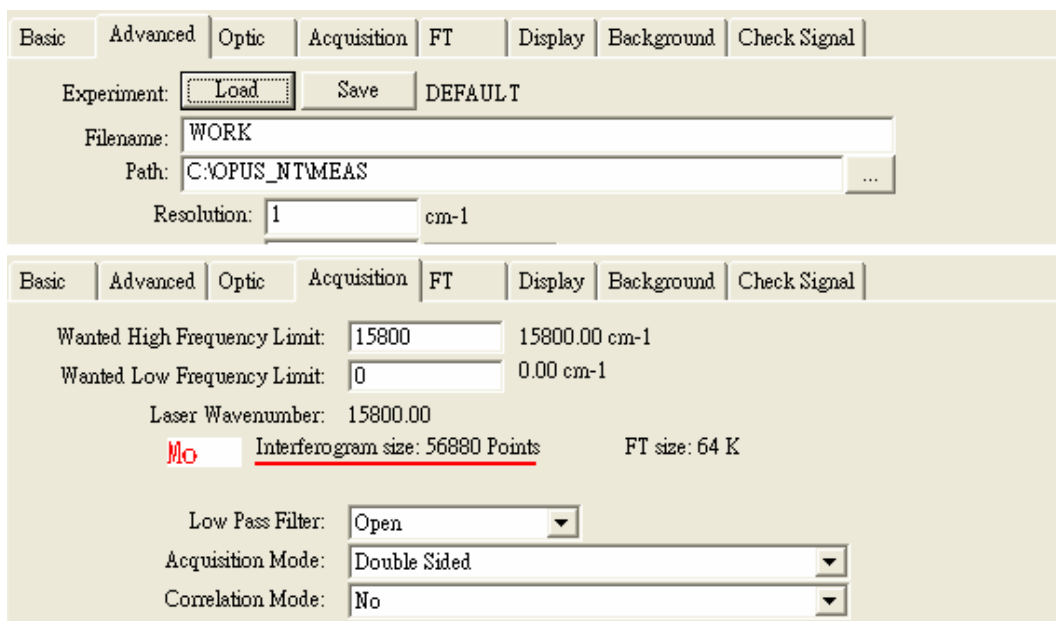 Basic Advanced Optic Acquisition FT Display Background Check Signal
Experiment: Load Save DEFAULT
Filename: WORK
Path: C:\OPUS_NT\MEAS ...
Resolution: 1 cm-1
Basic Advanced Optic Acquisition FT Display Background Check Signal
Wanted High Frequency Limit: 15800 15800.00 cm-1
Wanted Low Frequency Limit: 0 0.00 cm-1
Laser Wavenumber: 15800.00
Mo Interferogram size: 56880 Points FT size: 64 K
Low Pass Filter: Open
Acquisition Mode: Double Sided
Correlation Mode: No